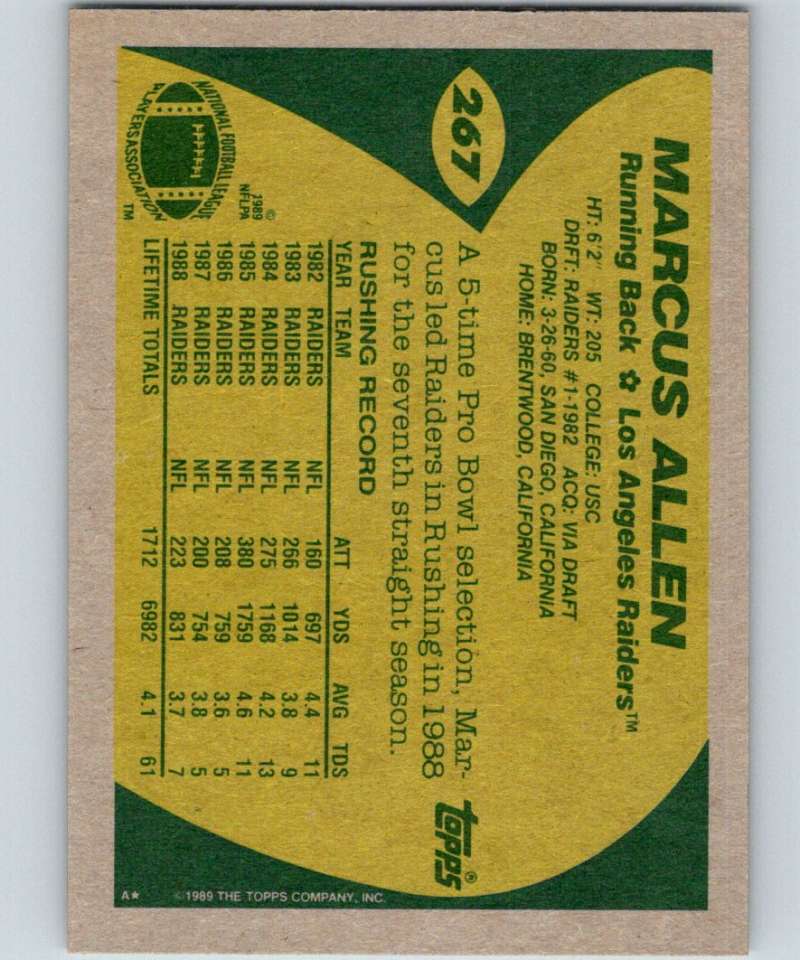 267
MARCUS ALLEN
Running Back ✿ Los Angeles Raiders™
HT: 6'2" WT: 205 COLLEGE: USC
DRFT: RAIDERS #1-1982 ACQ: VIA DRAFT
BORN: 3-26-60, SAN DIEGO, CALIFORNIA
HOME: BRENTWOOD, CALIFORNIA
A 5-time Pro Bowl selection, Mar-
cus led Raiders in Rushing in 1988
for the seventh straight season.
topps®
RUSHING RECORD
YEAR TEAM ATT YDS AVG TDS
1982 RAIDERS NFL 160 697 4.4 11
1983 RAIDERS NFL 266 1014 3.8 9
1984 RAIDERS NFL 275 1168 4.2 13
1985 RAIDERS NFL 380 1759 4.6 11
1986 RAIDERS NFL 208 759 3.6 5
1987 RAIDERS NFL 200 754 3.8 5
1988 RAIDERS NFL 223 831 3.7 7
LIFETIME TOTALS 1712 6982 4.1 61
NATIONAL FOOTBALL LEAGUE
PLAYERS ASSOCIATION
TM
©
1989
NFLPA
A★ ©1989 THE TOPPS COMPANY, INC.